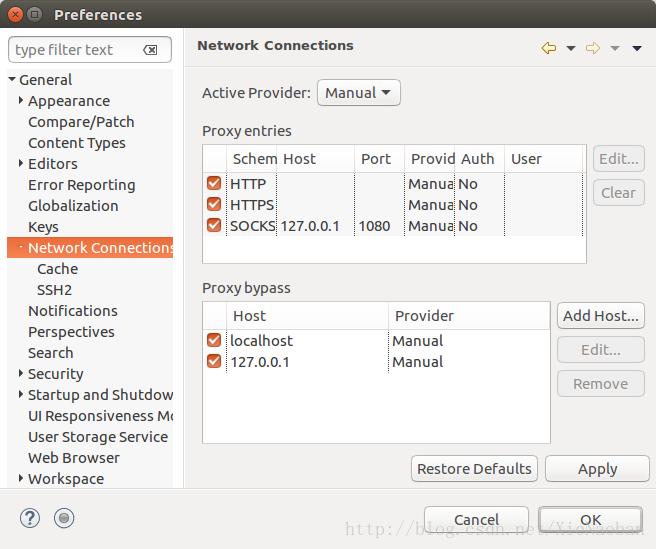 Preferences
type filter text
General
Appearance
Compare/Patch
Content Types
Editors
Error Reporting
Globalization
Keys
Network Connections
Cache
SSH2
Notifications
Perspectives
Search
Security
Startup and Shutdow
UI Responsiveness Mo
User Storage Service
Web Browser
Workspace
Network Connections
Active Provider: Manual
Proxy entries
Schem Host Port Provid Auth User
HTTP Manua No
HTTPS Manua No
SOCKS 127.0.0.1 1080 Manua No
Edit...
Clear
Proxy bypass
Host Provider
localhost Manual
127.0.0.1 Manual
Add Host...
Edit...
Remove
Restore Defaults Apply
Cancel OK
http://blog.csdn.net/